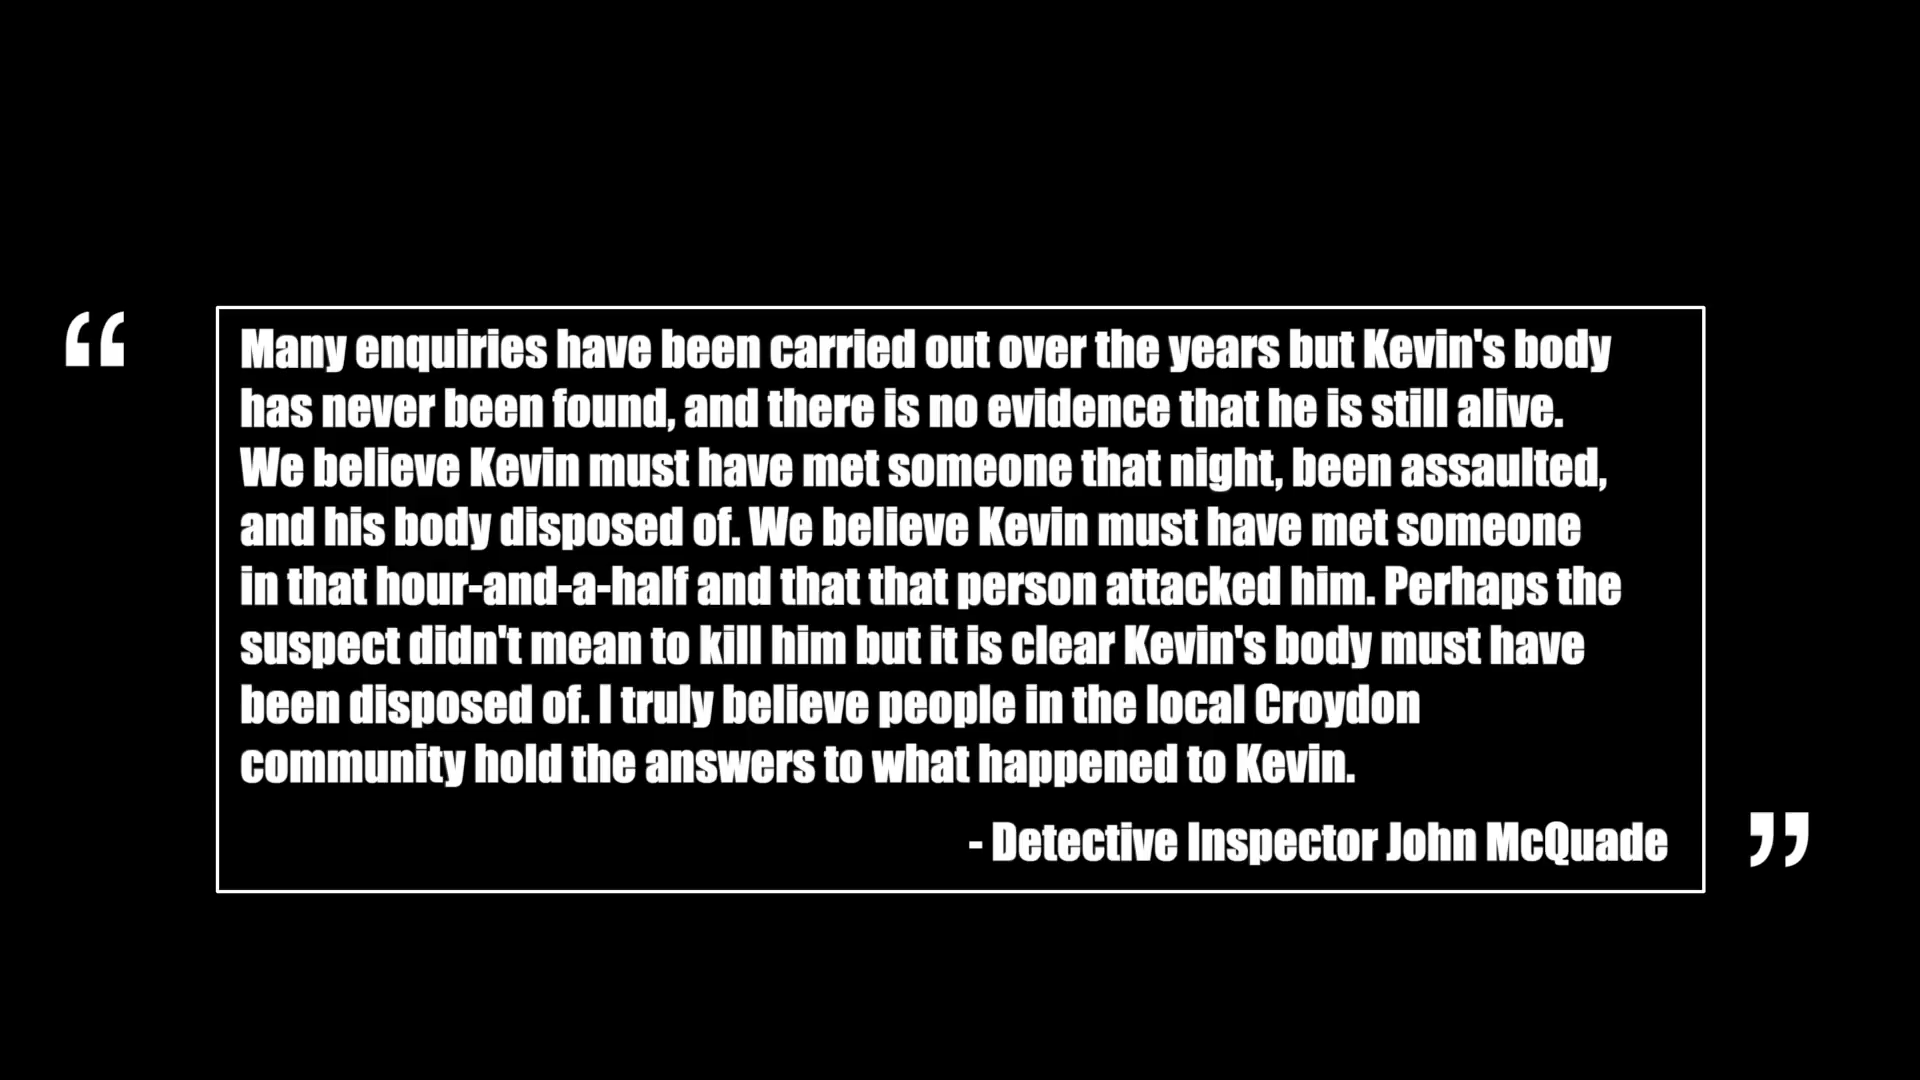 “
Many enquiries have been carried out over the years but Kevin's body
has never been found, and there is no evidence that he is still alive.
We believe Kevin must have met someone that night, been assaulted,
and his body disposed of. We believe Kevin must have met someone
in that hour-and-a-half and that that person attacked him. Perhaps the
suspect didn't mean to kill him but it is clear Kevin's body must have
been disposed of. I truly believe people in the local Croydon
community hold the answers to what happened to Kevin.
- Detective Inspector John McQuade
”